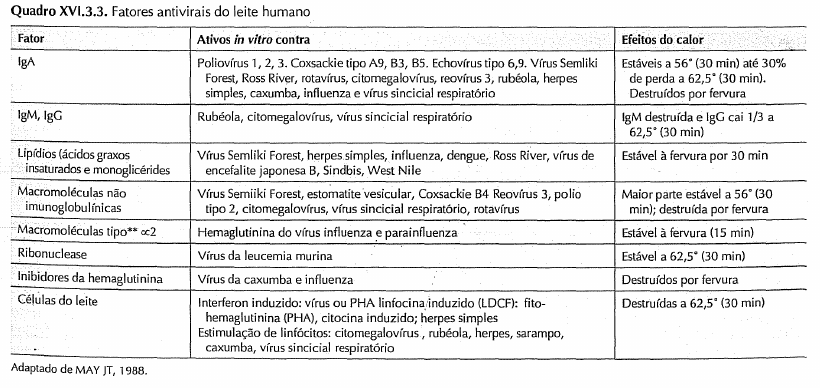 Quadro XVI.3.3. Fatores antivirais do leite humano
Fator Ativos in vitro contra Efeitos do calor
IgA Poliovírus 1, 2, 3. Coxsackie tipo A9, B3, B5. Echovírus tipo 6,9. Vírus Semliki Estáveis a 56° (30 min) até 30%
Forest, Ross River, rotavírus, citomegalovírus, reovírus 3, rubéola, herpes de perda a 62,5° (30 min).
simples, caxumba, influenza e vírus sincicial respiratório Destruídos por fervura
IgM, IgG Rubéola, citomegalovírus, vírus sincicial respiratório IgM destruída e IgG cai 1/3 a
62,5° (30 min)
Lipídios (ácidos graxos Vírus Semliki Forest, herpes simples, influenza, dengue, Ross River, vírus de Estável à fervura por 30 min
insaturados e monoglicérides encefalite japonesa B, Sindbis, West Nile
Macromoléculas não Vírus Semliki Forest, estomatite vesicular, Coxsackie B4 Reovírus 3, polio Maior parte estável a 56° (30
imunoglobulínicas tipo 2, citomegalovírus, vírus sincicial respiratório, rotavírus min); destruída por fervura
Macromoléculas tipo** ∝2 Hemaglutinina do vírus influenza e parainfluenza Estável à fervura (15 min)
Ribonuclease Vírus da leucemia murina Estável a 62,5° (30 min)
Inibidores da hemaglutinina Vírus da caxumba e influenza Destruídos por fervura
Células do leite Interferon induzido: vírus ou PHA linfocina induzido (LDCF): fito- Destruídas a 62,5° (30 min)
hemaglutinina (PHA), citocina induzido; herpes simples
Estimulação de linfócitos: citomegalovírus , rubéola, herpes, sarampo,
caxumba, vírus sincicial respiratório
Adaptado de MAY JT, 1988.